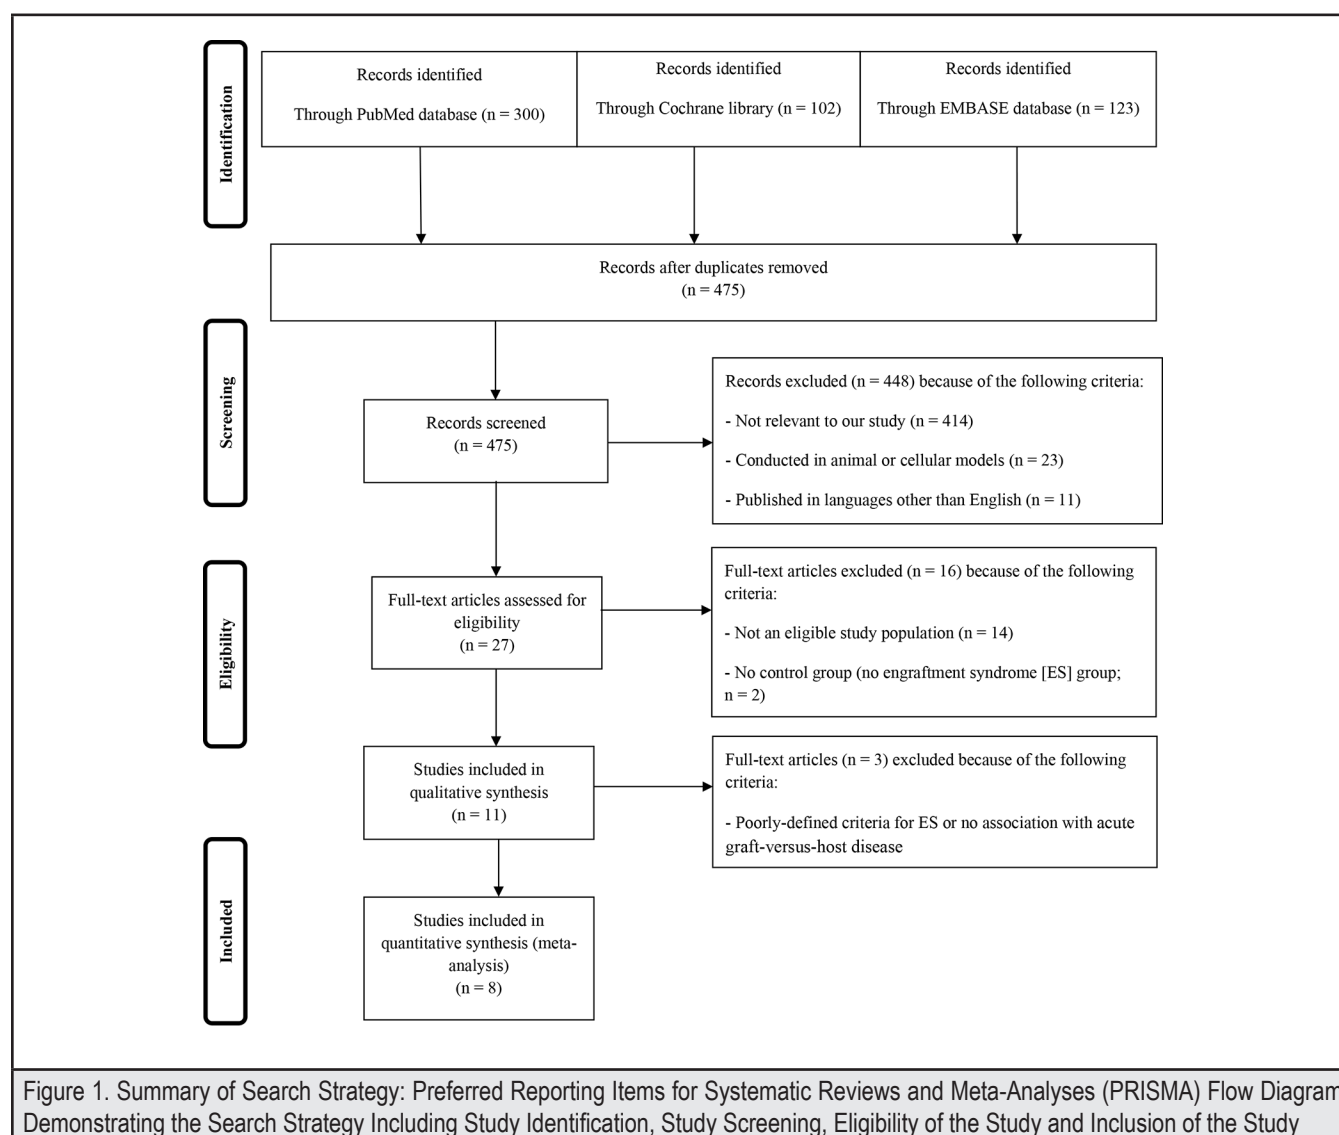 Identification
Records identified
Through PubMed database (n = 300)
Records identified
Through Cochrane library (n = 102)
Records identified
Through EMBASE database (n = 123)
Records after duplicates removed
(n = 475)
Screening
Records screened
(n = 475)
Records excluded (n = 448) because of the following criteria:
- Not relevant to our study (n = 414)
- Conducted in animal or cellular models (n = 23)
- Published in languages other than English (n = 11)
Eligibility
Full-text articles assessed for
eligibility
(n = 27)
Full-text articles excluded (n = 16) because of the following
criteria:
- Not an eligible study population (n = 14)
- No control group (no engraftment syndrome [ES] group;
n = 2)
Studies included in
qualitative synthesis
(n = 11)
Full-text articles (n = 3) excluded because of the following
criteria:
- Poorly-defined criteria for ES or no association with acute
graft-versus-host disease
Included
Studies included in
quantitative synthesis (meta-
analysis)
(n = 8)
Figure 1. Summary of Search Strategy: Preferred Reporting Items for Systematic Reviews and Meta-Analyses (PRISMA) Flow Diagram
Demonstrating the Search Strategy Including Study Identification, Study Screening, Eligibility of the Study and Inclusion of the Study